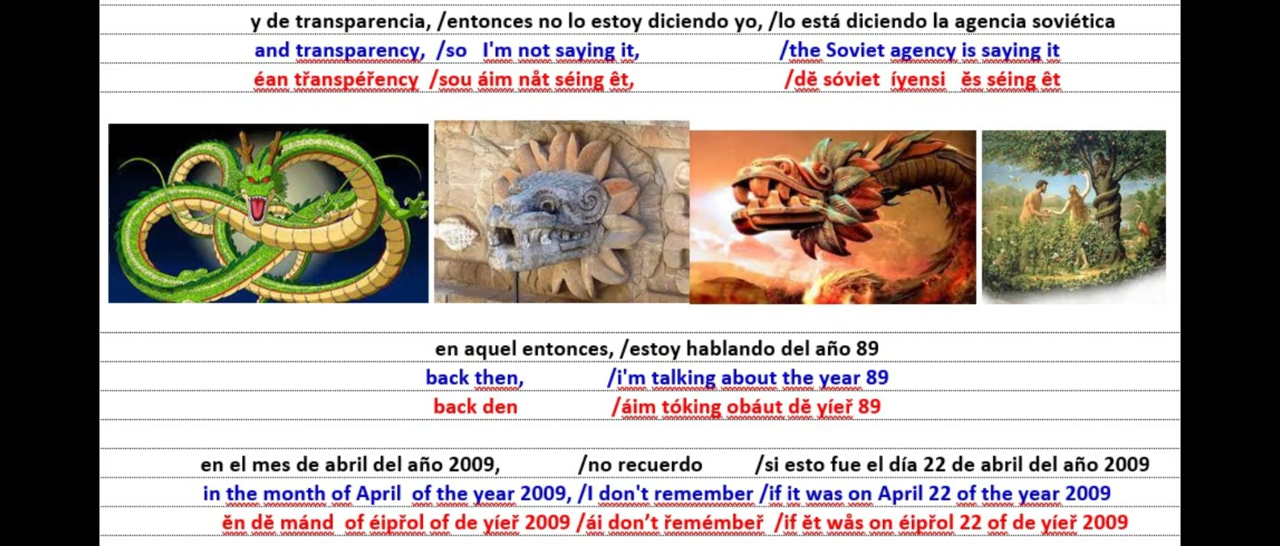 y de transparencia, /entonces no lo estoy diciendo yo, /lo está diciendo la agencia soviética
and transparency, /so I'm not saying it, /the Soviet agency is saying it
éan třanspéřency /sou áim nåt séing êt, /dě sóviet íyensi ěs séing êt
en aquel entonces, /estoy hablando del año 89
back then, /i'm talking about the year 89
back den /áim tóking obáut dě yíeř 89
en el mes de abril del año 2009, /no recuerdo /si esto fue el día 22 de abril del año 2009
in the month of April of the year 2009, /I don't remember /if it was on April 22 of the year 2009
ěn dě mánd of éipřol of de yíeř 2009 /ái don’t řemémbeř /if ět wås on éipřol 22 of de yíeř 2009